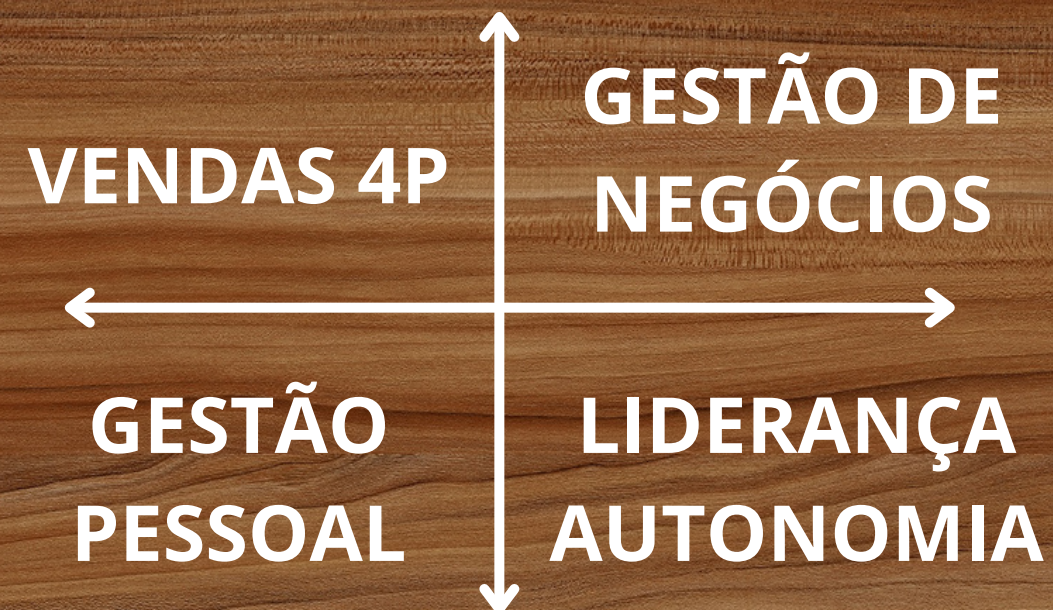 VENDAS 4P
GESTÃO DE
NEGÓCIOS
GESTÃO
PESSOAL
LIDERANÇA
AUTONOMIA